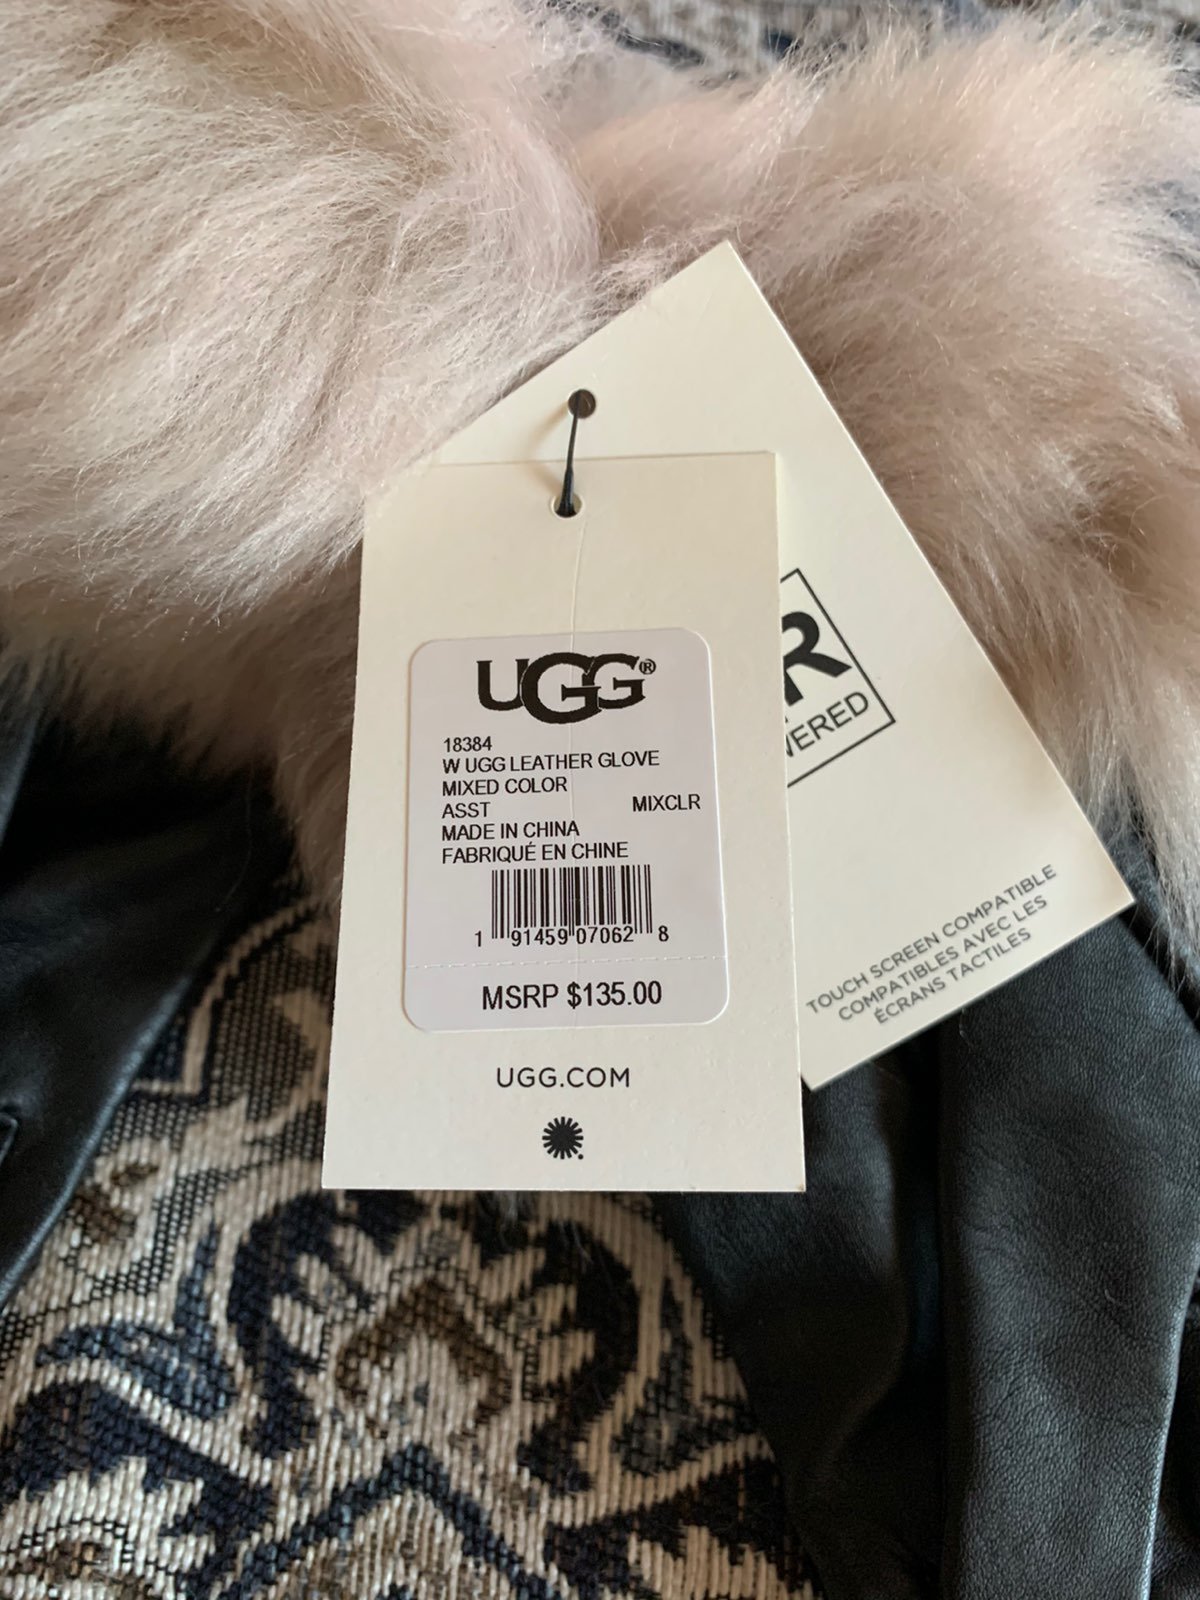 UGG®
18384
W UGG LEATHER GLOVE
MIXED COLOR
ASST MIXCLR
MADE IN CHINA
FABRIQUÉ EN CHINE
1 91459 07062 8
MSRP $135.00
UGG.COM
R
TOUCH SCREEN COMPATIBLE
COMPATIBLES AVEC LES
ÉCRANS TACTILES